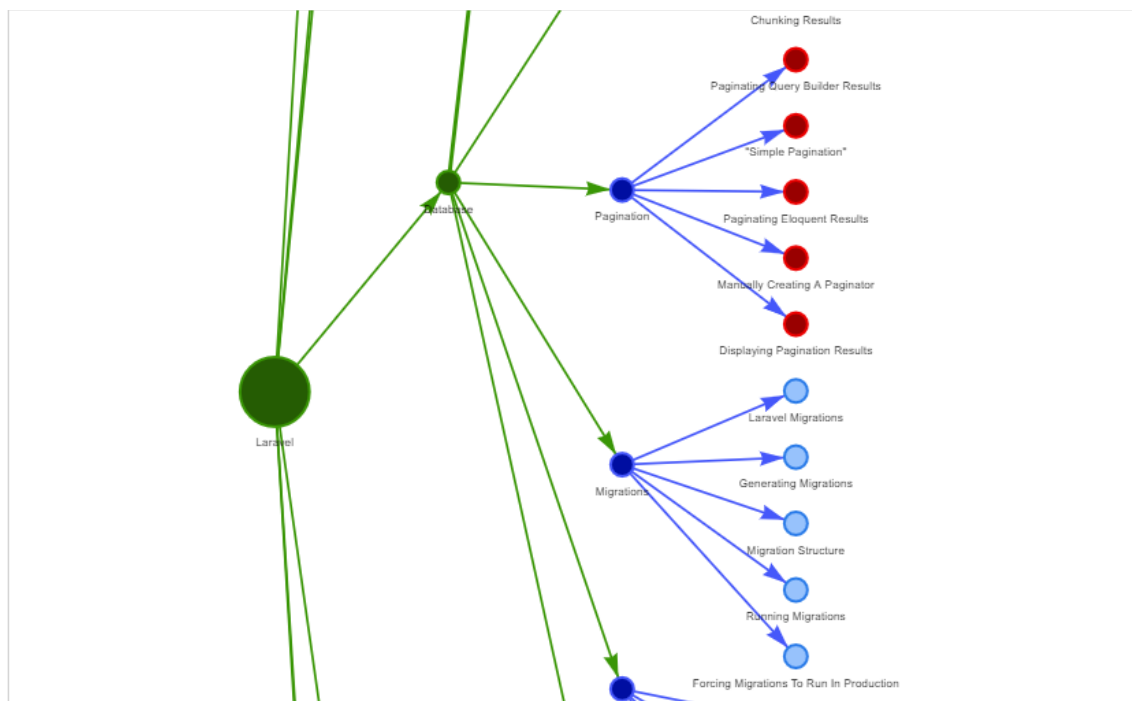 Chunking Results
Paginating Query Builder Results
"Simple Pagination"
Database
Pagination
Paginating Eloquent Results
Manually Creating A Paginator
Displaying Pagination Results
Laravel Migrations
Laravel
Generating Migrations
Migrations
Migration Structure
Running Migrations
Forcing Migrations To Run In Production